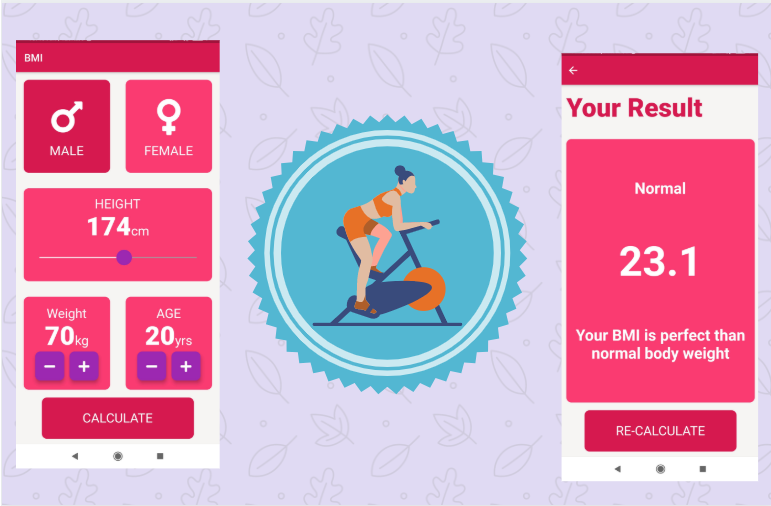 BMI
MALE
FEMALE
HEIGHT
174cm
Weight
70kg
AGE
20yrs
CALCULATE
Your Result
Normal
23.1
Your BMI is perfect than
normal body weight
RE-CALCULATE